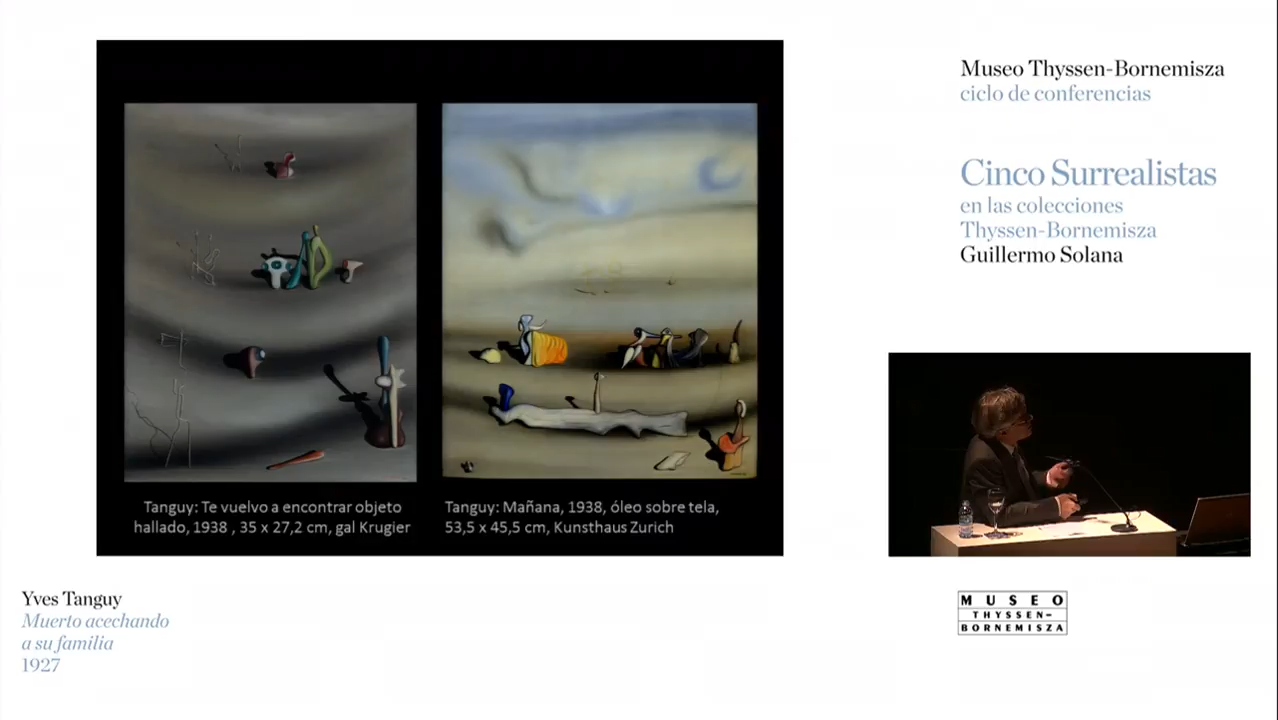 Museo Thyssen-Bornemisza
ciclo de conferencias
Cinco Surrealistas
en las colecciones
Thyssen-Bornemisza
Guillermo Solana
Tanguy: Te vuelvo a encontrar objeto
hallado, 1938 , 35 x 27,2 cm, gal Krugier
Tanguy: Mañana, 1938, óleo sobre tela,
53,5 x 45,5 cm, Kunsthaus Zurich
Yves Tanguy
Muerto acechando
a su familia
1927
MUSEO
THYSSEN-
BORNEMISZA